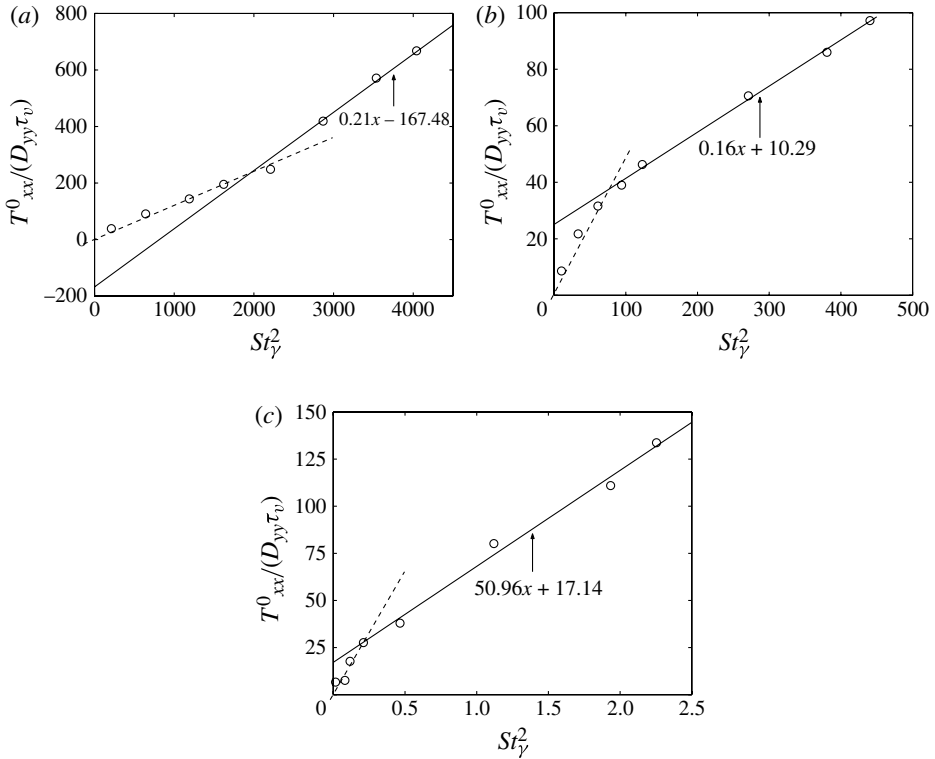 (a)
800
600
400
200
0
−200
0.21x − 167.48
T⁰xx/(Dyyτv)
0 1000 2000 3000 4000
St²γ
(b)
100
80
60
40
20
0.16x + 10.29
T⁰xx/(Dyyτv)
0 100 200 300 400 500
St²γ
(c)
150
125
100
75
50
25
50.96x + 17.14
T⁰xx/(Dyyτv)
0 0.5 1.0 1.5 2.0 2.5
St²γ